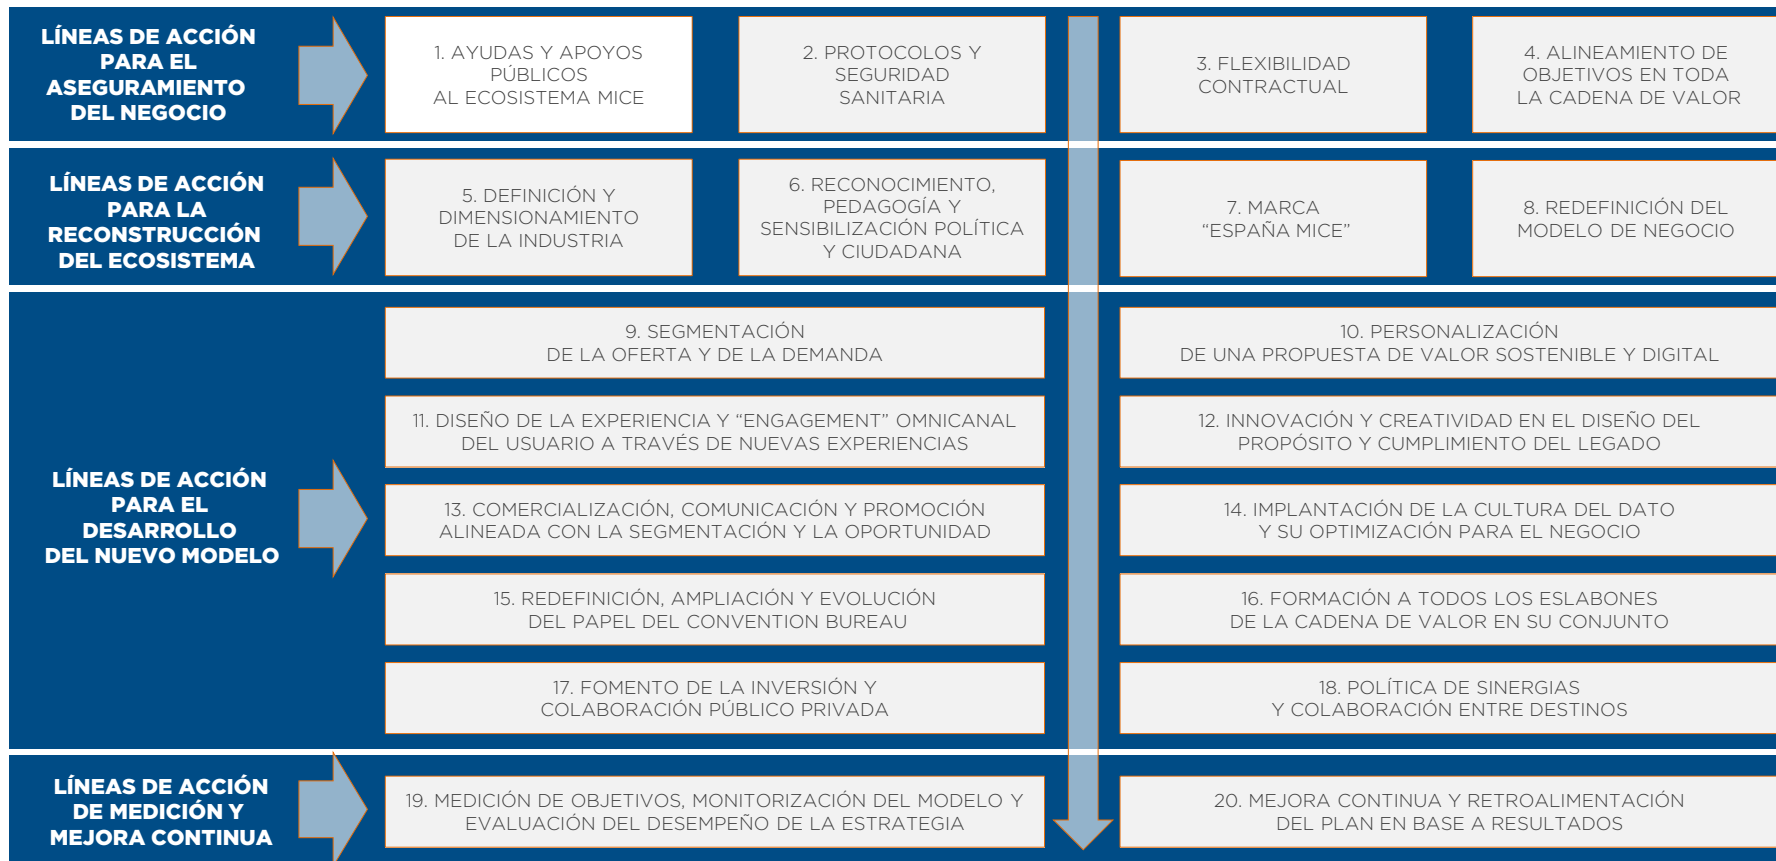 LÍNEAS DE ACCIÓN
PARA EL
ASEGURAMIENTO
DEL NEGOCIO
1. AYUDAS Y APOYOS
PÚBLICOS
AL ECOSISTEMA MICE
2. PROTOCOLOS Y
SEGURIDAD
SANITARIA
3. FLEXIBILIDAD
CONTRACTUAL
4. ALINEAMIENTO DE
OBJETIVOS EN TODA
LA CADENA DE VALOR
LÍNEAS DE ACCIÓN
PARA LA
RECONSTRUCCIÓN
DEL ECOSISTEMA
5. DEFINICIÓN Y
DIMENSIONAMIENTO
DE LA INDUSTRIA
6. RECONOCIMIENTO,
PEDAGOGÍA Y
SENSIBILIZACIÓN POLÍTICA
Y CIUDADANA
7. MARCA
“ESPAÑA MICE”
8. REDEFINICIÓN DEL
MODELO DE NEGOCIO
LÍNEAS DE ACCIÓN
PARA EL
DESARROLLO
DEL NUEVO MODELO
9. SEGMENTACIÓN
DE LA OFERTA Y DE LA DEMANDA
10. PERSONALIZACIÓN
DE UNA PROPUESTA DE VALOR SOSTENIBLE Y DIGITAL
11. DISEÑO DE LA EXPERIENCIA Y “ENGAGEMENT” OMNICANAL
DEL USUARIO A TRAVÉS DE NUEVAS EXPERIENCIAS
12. INNOVACIÓN Y CREATIVIDAD EN EL DISEÑO DEL
PROPÓSITO Y CUMPLIMIENTO DEL LEGADO
13. COMERCIALIZACIÓN, COMUNICACIÓN Y PROMOCIÓN
ALINEADA CON LA SEGMENTACIÓN Y LA OPORTUNIDAD
14. IMPLANTACIÓN DE LA CULTURA DEL DATO
Y SU OPTIMIZACIÓN PARA EL NEGOCIO
15. REDEFINICIÓN, AMPLIACIÓN Y EVOLUCIÓN
DEL PAPEL DEL CONVENTION BUREAU
16. FORMACIÓN A TODOS LOS ESLABONES
DE LA CADENA DE VALOR EN SU CONJUNTO
17. FOMENTO DE LA INVERSIÓN Y
COLABORACIÓN PÚBLICO PRIVADA
18. POLÍTICA DE SINERGIAS
Y COLABORACIÓN ENTRE DESTINOS
LÍNEAS DE ACCIÓN
DE MEDICIÓN Y
MEJORA CONTINUA
19. MEDICIÓN DE OBJETIVOS, MONITORIZACIÓN DEL MODELO Y
EVALUACIÓN DEL DESEMPEÑO DE LA ESTRATEGIA
20. MEJORA CONTINUA Y RETROALIMENTACIÓN
DEL PLAN EN BASE A RESULTADOS